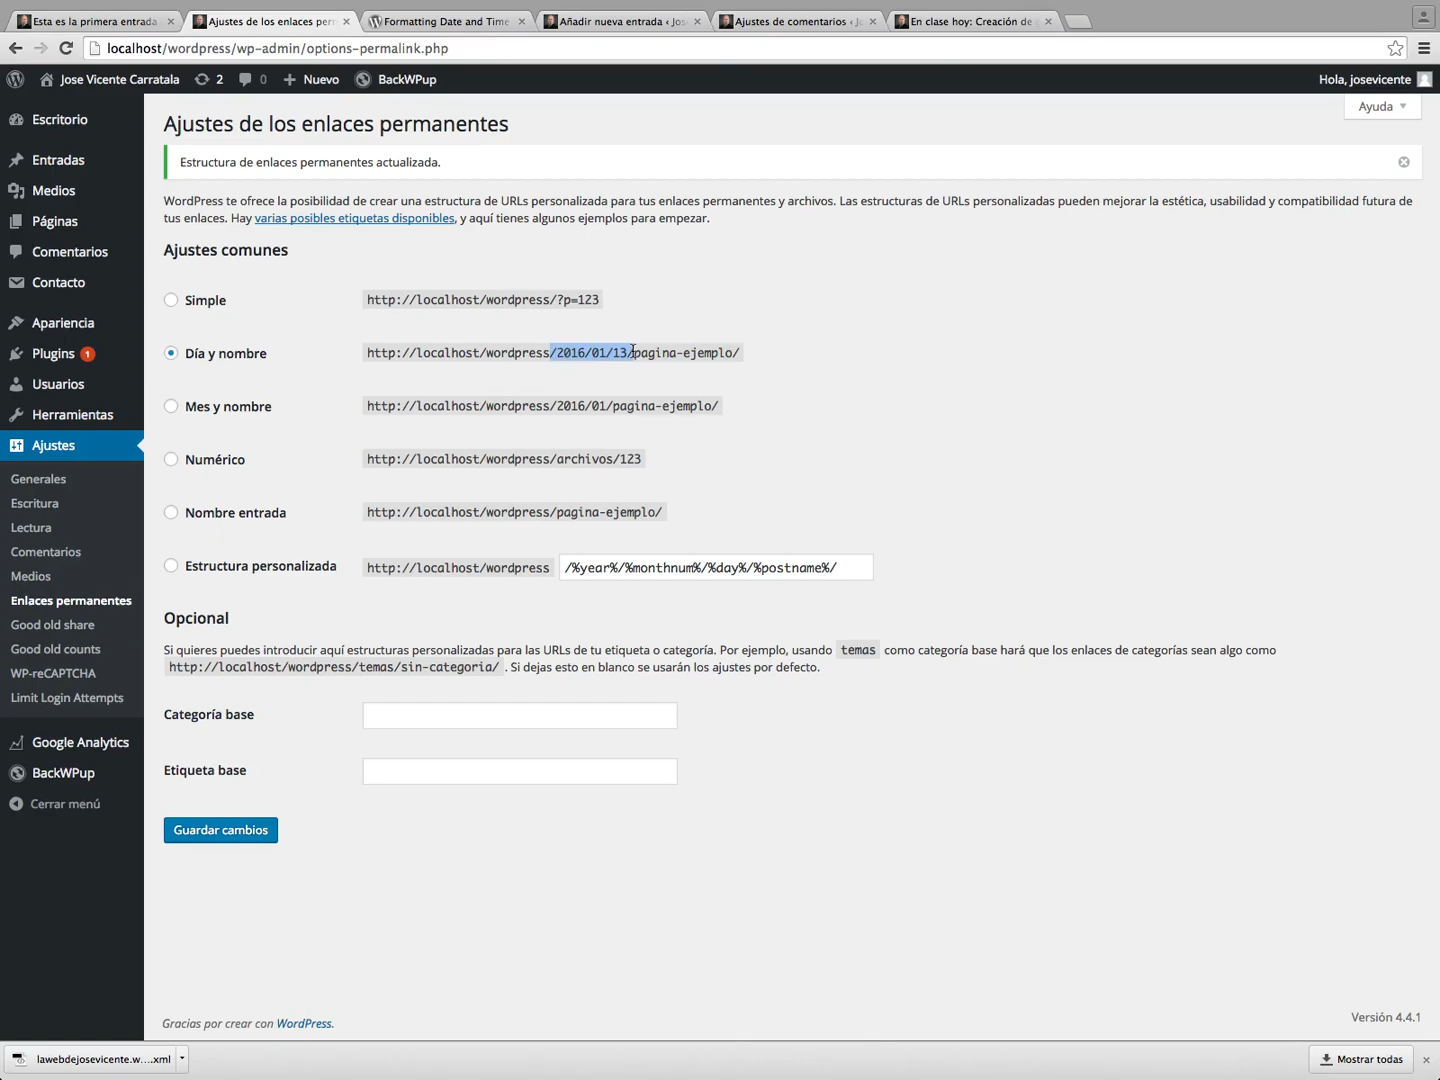 Esta es la primera entrada
Ajustes de los enlaces per
Formatting Date and Time
Añadir nueva entrada ‹ Jos
Ajustes de comentarios ‹ Jo
En clase hoy: Creación de
localhost/wordpress/wp-admin/options-permalink.php
Jose Vicente Carratala 2 0 Nuevo BackWPup
Hola, josevicente
Ayuda
Escritorio
Entradas
Medios
Páginas
Comentarios
Contacto
Apariencia
Plugins 1
Usuarios
Herramientas
Ajustes
Generales
Escritura
Lectura
Comentarios
Medios
Enlaces permanentes
Good old share
Good old counts
WP-reCAPTCHA
Limit Login Attempts
Google Analytics
BackWPup
Cerrar menú
Ajustes de los enlaces permanentes
Estructura de enlaces permanentes actualizada.
WordPress te ofrece la posibilidad de crear una estructura de URLs personalizada para tus enlaces permanentes y archivos. Las estructuras de URLs personalizadas pueden mejorar la estética, usabilidad y compatibilidad futura de
tus enlaces. Hay varias posibles etiquetas disponibles, y aquí tienes algunos ejemplos para empezar.
Ajustes comunes
Simple http://localhost/wordpress/?p=123
Día y nombre http://localhost/wordpress/2016/01/13/pagina-ejemplo/
Mes y nombre http://localhost/wordpress/2016/01/pagina-ejemplo/
Numérico http://localhost/wordpress/archivos/123
Nombre entrada http://localhost/wordpress/pagina-ejemplo/
Estructura personalizada http://localhost/wordpress /%year%/%monthnum%/%day%/%postname%/
Opcional
Si quieres puedes introducir aquí estructuras personalizadas para las URLs de tu etiqueta o categoría. Por ejemplo, usando temas como categoría base hará que los enlaces de categorías sean algo como
http://localhost/wordpress/temas/sin-categoria/ . Si dejas esto en blanco se usarán los ajustes por defecto.
Categoría base
Etiqueta base
Guardar cambios
Gracias por crear con WordPress.
Versión 4.4.1
lawebdejosevicente.w....xml
Mostrar todas